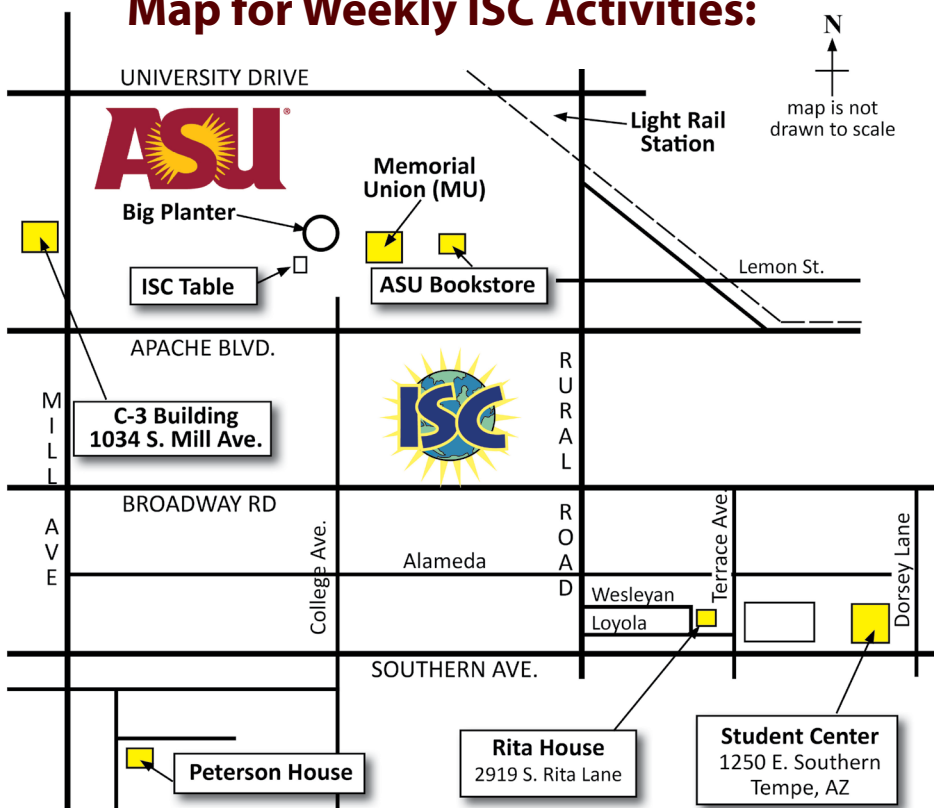 Map for Weekly ISC Activities:
N
map is not
drawn to scale
UNIVERSITY DRIVE
ASU®
Light Rail
Station
Memorial
Union (MU)
Big Planter
ISC Table
ASU Bookstore
Lemon St.
APACHE BLVD.
ISC
MILL AVE
RURAL ROAD
C-3 Building
1034 S. Mill Ave.
BROADWAY RD
College Ave.
Alameda
Terrace Ave.
Dorsey Lane
Wesleyan
Loyola
SOUTHERN AVE.
Peterson House
Rita House
2919 S. Rita Lane
Student Center
1250 E. Southern
Tempe, AZ